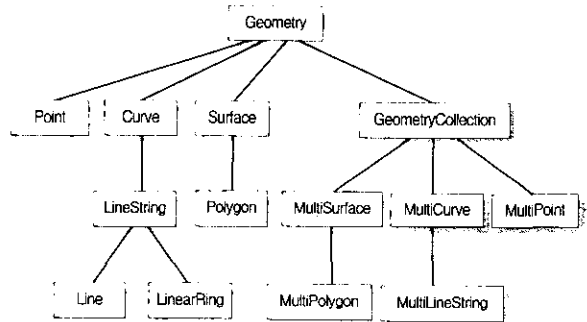 Geometry
Point
Curve
Surface
GeometryCollection
LineString
Polygon
MultiSurface
MultiCurve
MultiPoint
Line
LinearRing
MultiPolygon
MultiLineString